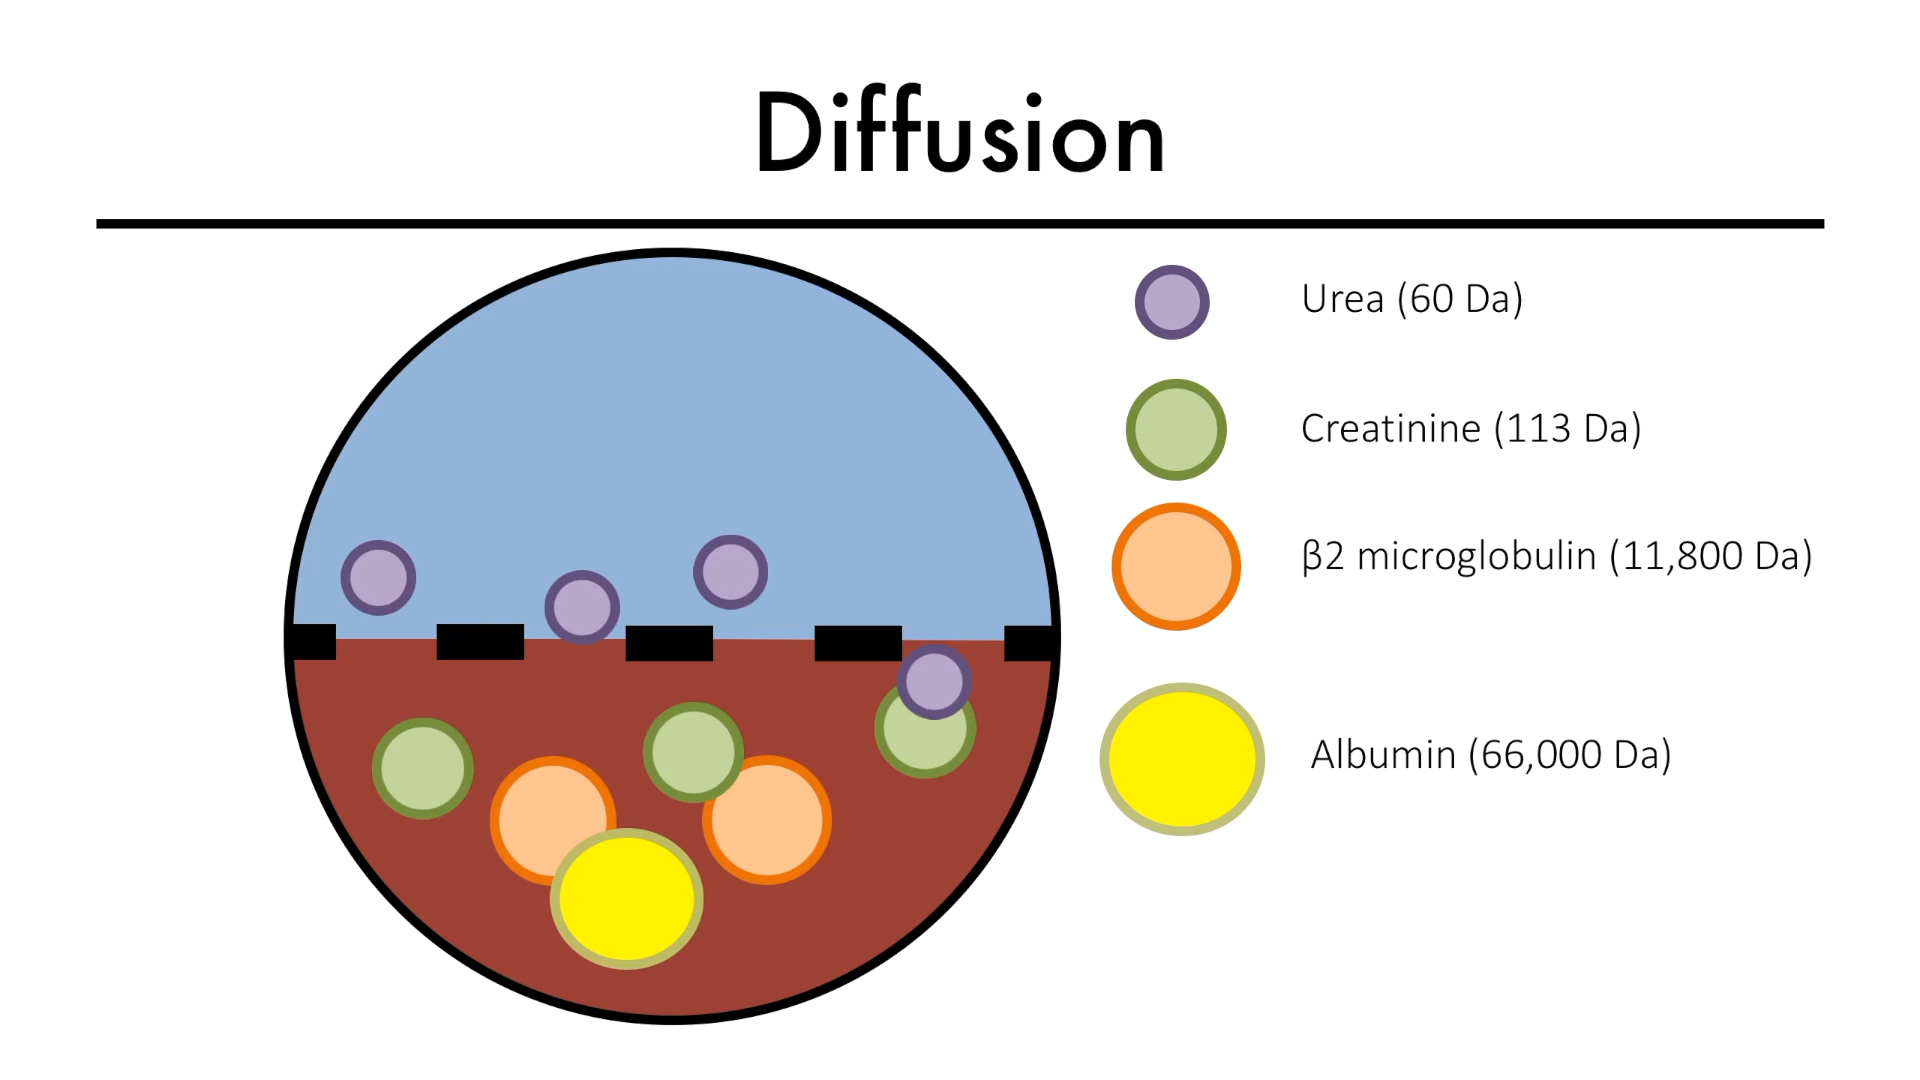 Diffusion
Urea (60 Da)
Creatinine (113 Da)
β2 microglobulin (11,800 Da)
Albumin (66,000 Da)